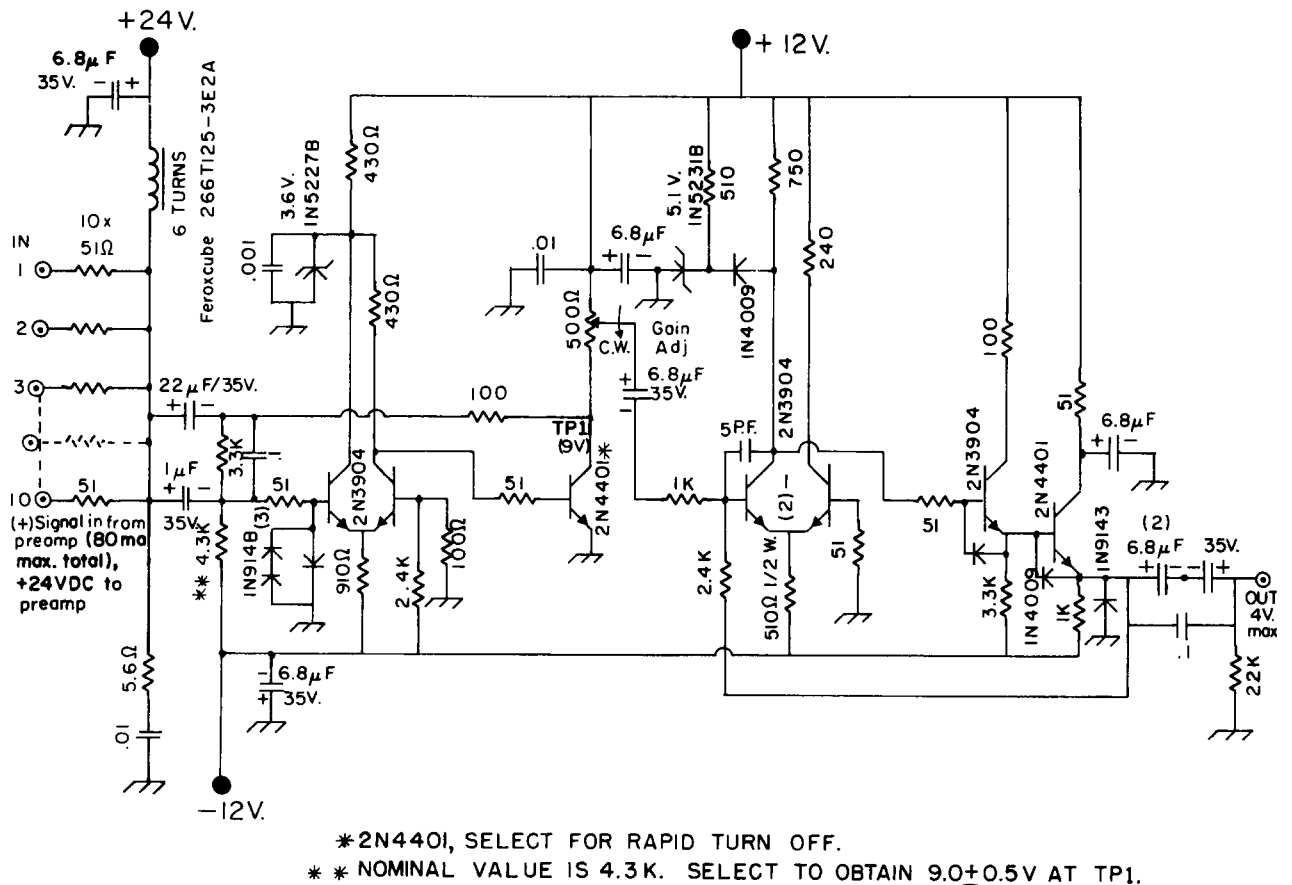 +24V.
6.8μF
35V.
- +
Feroxcube 266T125-3E2A
6 TURNS
+12V.
IN
10x
51Ω
1
2
3
10
22μF/35V.
+ -
3.3K
.1
1μF
+ -
35V.
51
51
(+)Signal in from
preamp (80 ma
max. total),
+24VDC to
preamp
** 4.3K
5.6Ω
.01
-12V.
3.6V.
1N5227B
.001
430Ω
430Ω
100
1N914B (3)
2N3904
910Ω
2.4K
100Ω
-
+
6.8μF
35V.
51
TP1
(9V)
2N4401*
.01
6.8μF
+ -
500Ω
C.W.
Gain
Adj
+
-
6.8μF
35V.
5.1V.
1N5231B
510
1N4009
750
240
5P.F.
2N3904
(2)
1K
2.4K
510Ω 1/2 W.
51
100
51
51
2N3904
2N4401
6.8μF
+ -
3.3K
1N4009
1K
1N9143
(2)
6.8μF
35V.
+ - - +
.1
OUT
4V.
max
22K
*2N4401, SELECT FOR RAPID TURN OFF.
** NOMINAL VALUE IS 4.3K. SELECT TO OBTAIN 9.0±0.5V AT TP1.